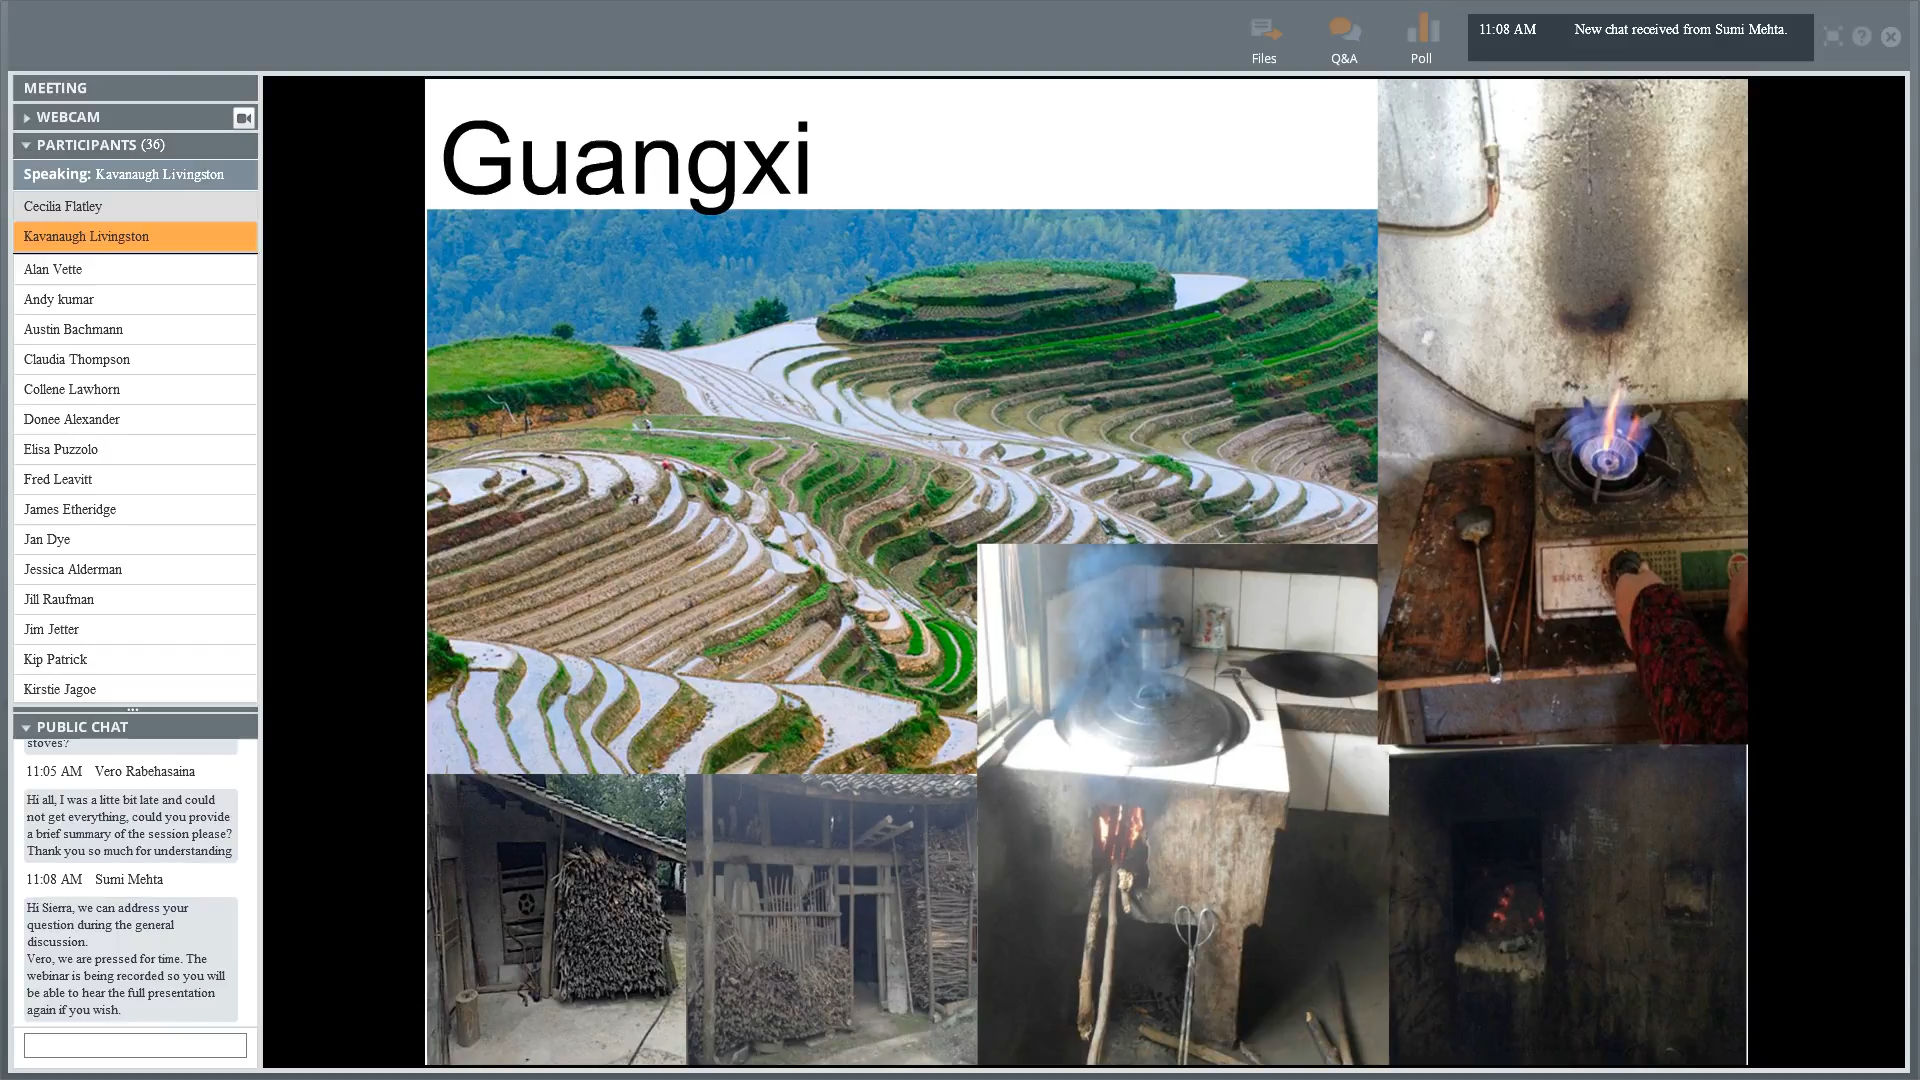 Files
Q&A
Poll
11:08 AM New chat received from Sumi Mehta.
MEETING
WEBCAM
PARTICIPANTS (36)
Speaking: Kavanaugh Livingston
Cecilia Flatley
Kavanaugh Livingston
Alan Vette
Andy kumar
Austin Bachmann
Claudia Thompson
Collene Lawhorn
Donee Alexander
Elisa Puzzolo
Fred Leavitt
James Etheridge
Jan Dye
Jessica Alderman
Jill Raufman
Jim Jetter
Kip Patrick
Kirstie Jagoe
PUBLIC CHAT
stoves?
11:05 AM Vero Rabehasaina
Hi all, I was a litte bit late and could
not get everything, could you provide
a brief summary of the session please?
Thank you so much for understanding
11:08 AM Sumi Mehta
Hi Sierra, we can address your
question during the general
discussion.
Vero, we are pressed for time. The
webinar is being recorded so you will
be able to hear the full presentation
again if you wish.
Guangxi